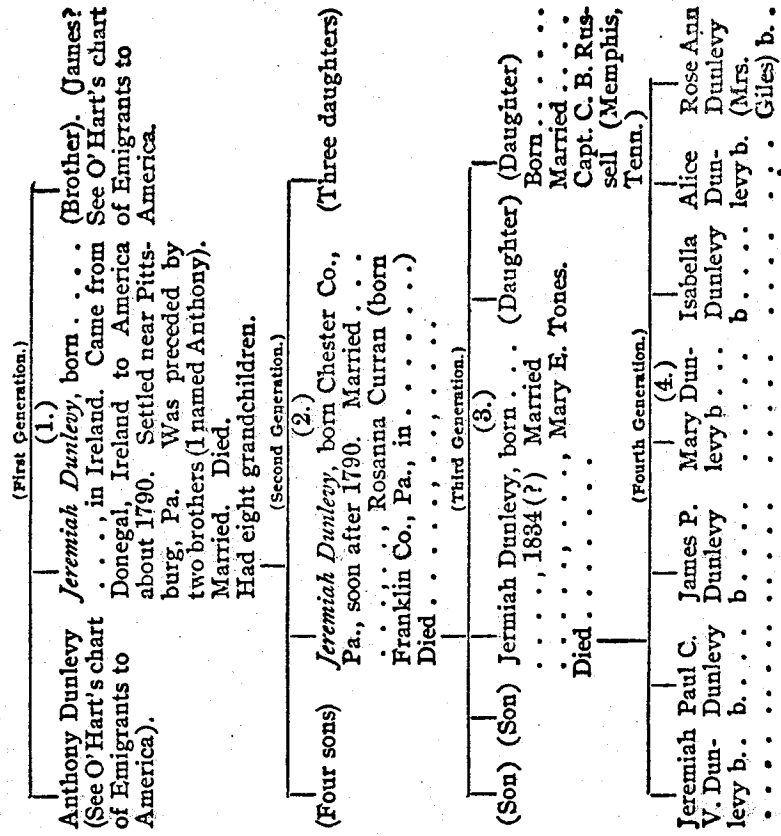 (First Generation.)
(1.)
Anthony Dunlevy
(See O'Hart's chart
of Emigrants to
America).
Jeremiah Dunlevy, born . . . .
. . . ., in Ireland. Came from
Donegal, Ireland to America
about 1790. Settled near Pitts-
burg, Pa. Was preceded by
two brothers (1 named Anthony).
Married. Died.
Had eight grandchildren.
(Brother). (James?
See O'Hart's chart
of Emigrants to
America.
(Second Generation.)
(2.)
(Four sons)
Jeremiah Dunlevy, born Chester Co.,
Pa., soon after 1790. Married . . .
. . . . , . . , Rosanna Curran (born
Franklin Co., Pa., in . . . . . . .)
Died . . . . . . , . . , . . . . .
(Three daughters)
(Third Generation.)
(3.)
(Son) (Son)
Jermiah Dunlevy, born . . .
. . . ., 1834 (?) Married
. . . . . , . . . . , Mary E. Tones.
Died . . . . . . . . .
(Daughter)
(Daughter)
Born . . . . . .
Married . . . .
Capt. C. B. Rus-
sell (Memphis,
Tenn.)
(Fourth Generation.)
(4.)
Jeremiah
V. Dun-
levy b. .
. . . . . .
Paul C.
Dunlevy
b. . . .
. . . . .
James P.
Dunlevy
b. . . . .
. . . . .
Mary Dun-
levy b . . .
. . . . . .
Isabella
Dunlevy
b . . . . .
. . . . .
Alice
Dun-
levy b.
. . . . .
Rose Ann
Dunlevy
(Mrs.
Giles) b. .
. . . . .